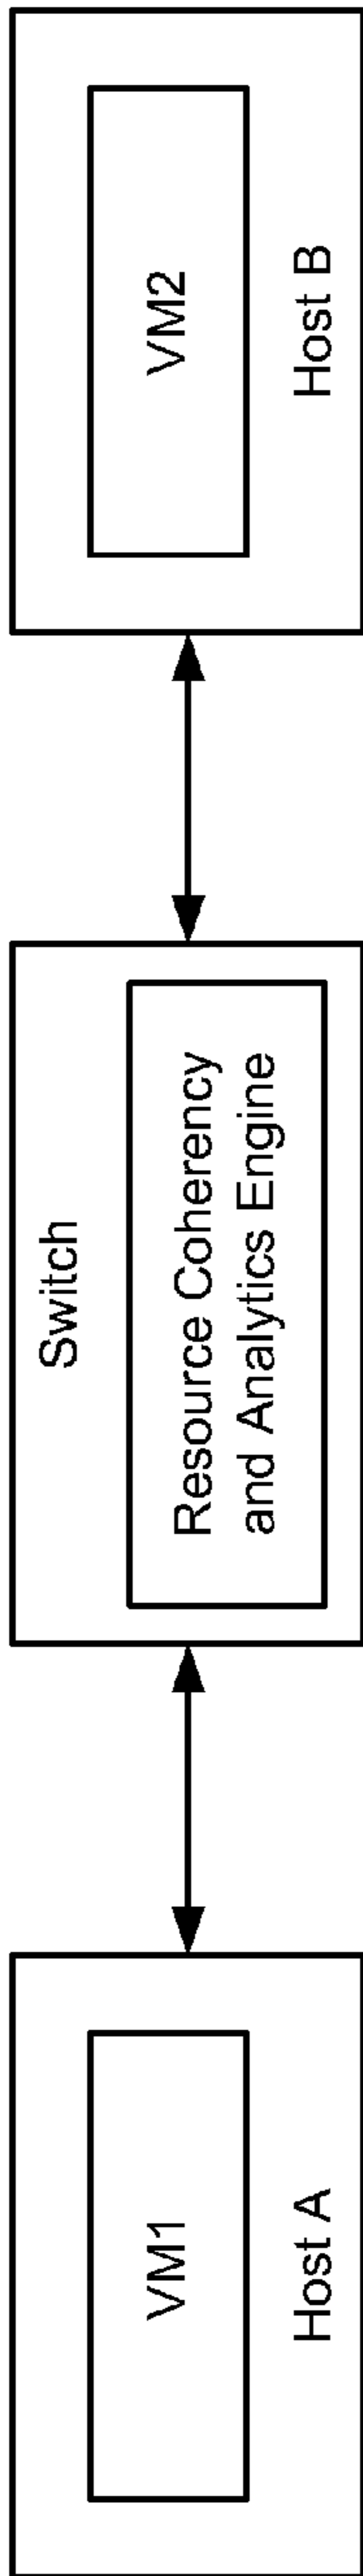 VM1
Host A
Switch
Resource Coherency
and Analytics Engine
VM2
Host B